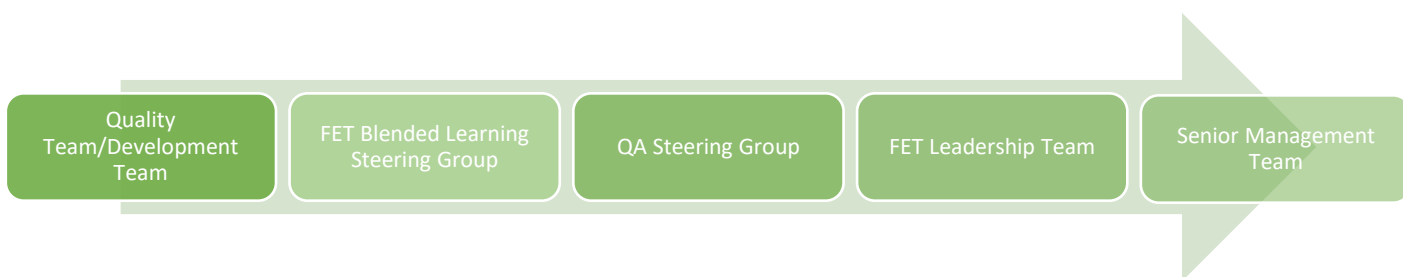 Quality
Team/Development
Team
FET Blended Learning
Steering Group
QA Steering Group
FET Leadership Team
Senior Management
Team